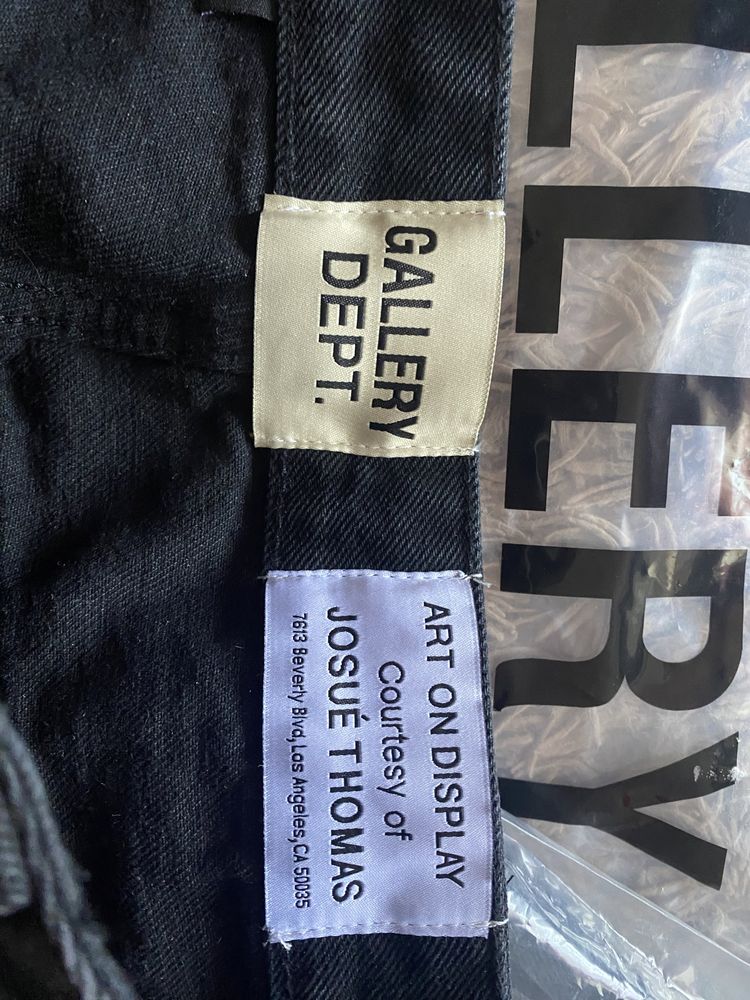 GALLERY
DEPT.
ART ON DISPLAY
Courtesy of
JOSUÉ THOMAS
7613 Beverly Blvd, Los Angeles, CA 50035
LLERY